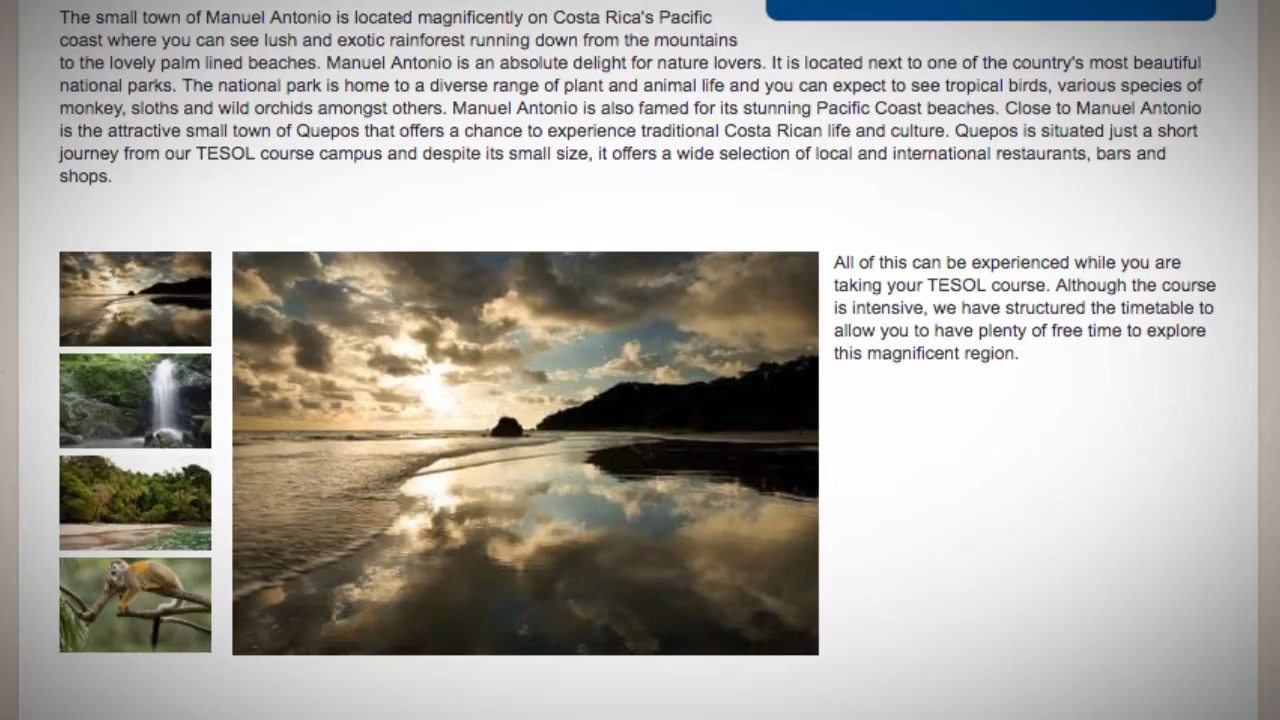 The small town of Manuel Antonio is located magnificently on Costa Rica's Pacific
coast where you can see lush and exotic rainforest running down from the mountains
to the lovely palm lined beaches. Manuel Antonio is an absolute delight for nature lovers. It is located next to one of the country's most beautiful
national parks. The national park is home to a diverse range of plant and animal life and you can expect to see tropical birds, various species of
monkey, sloths and wild orchids amongst others. Manuel Antonio is also famed for its stunning Pacific Coast beaches. Close to Manuel Antonio
is the attractive small town of Quepos that offers a chance to experience traditional Costa Rican life and culture. Quepos is situated just a short
journey from our TESOL course campus and despite its small size, it offers a wide selection of local and international restaurants, bars and
shops.
All of this can be experienced while you are
taking your TESOL course. Although the course
is intensive, we have structured the timetable to
allow you to have plenty of free time to explore
this magnificent region.